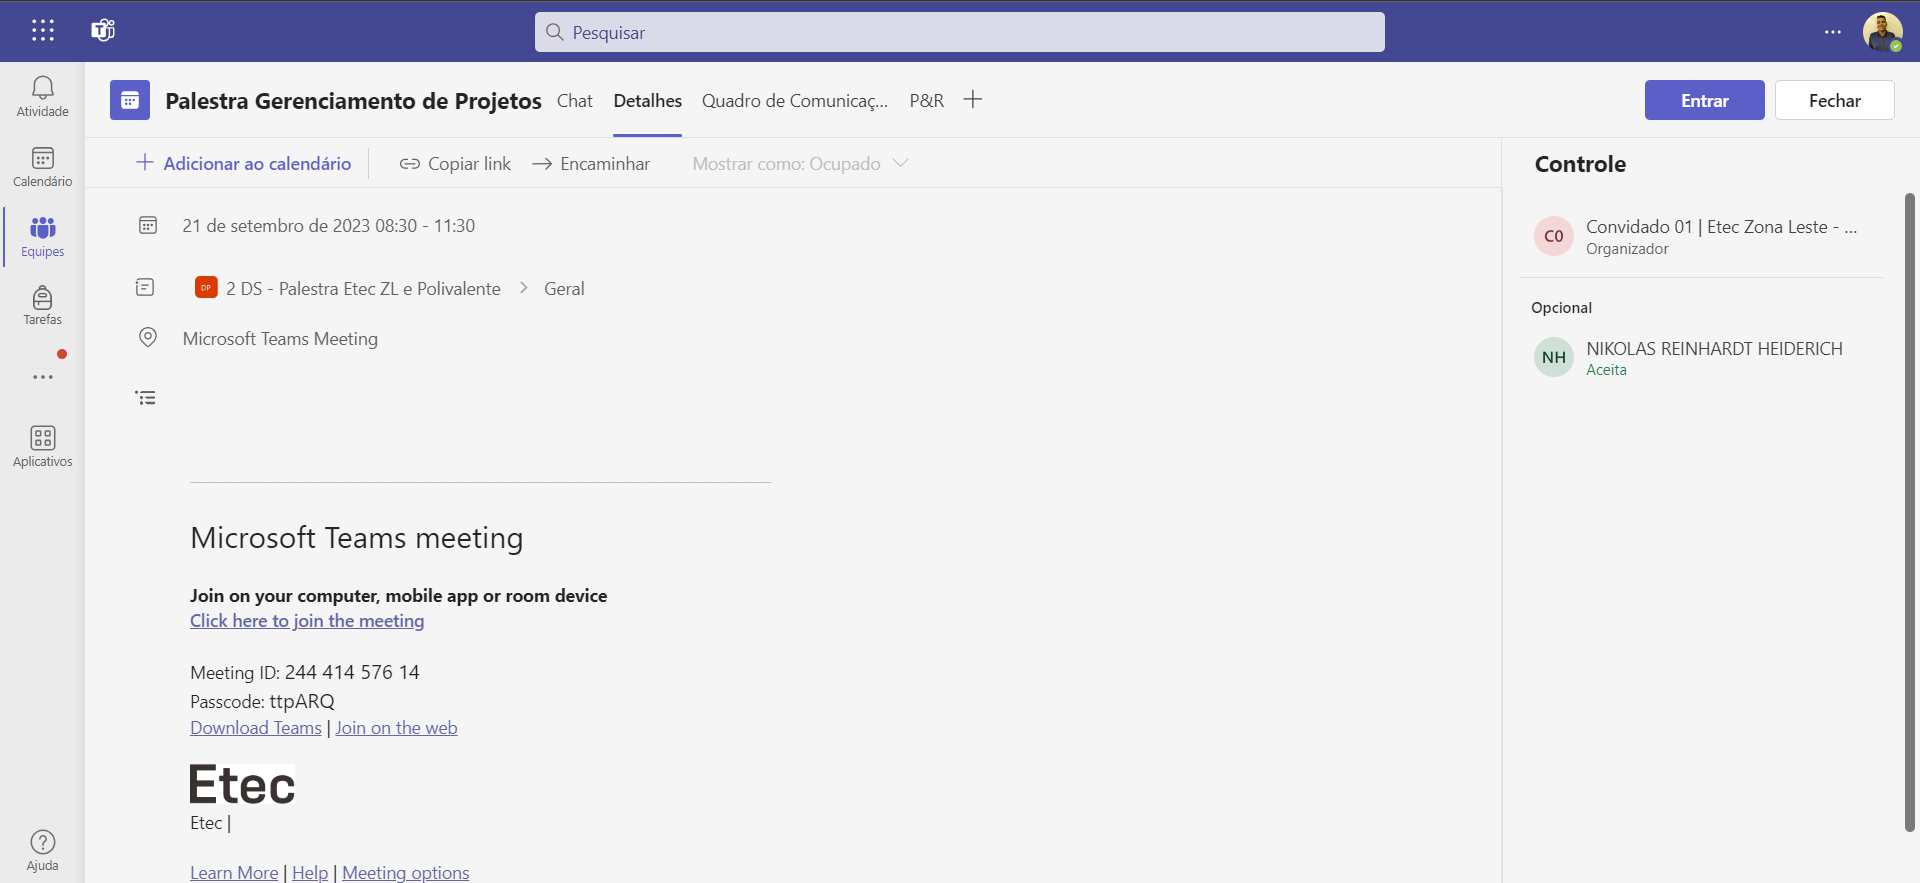 Pesquisar
Palestra Gerenciamento de Projetos
Chat
Detalhes
Quadro de Comunicaç...
P&R
Entrar
Fechar
Atividade
Calendário
Equipes
Tarefas
Aplicativos
Ajuda
Adicionar ao calendário
Copiar link
Encaminhar
Mostrar como: Ocupado
21 de setembro de 2023 08:30 - 11:30
DP
2 DS - Palestra Etec ZL e Polivalente > Geral
Microsoft Teams Meeting
Microsoft Teams meeting
Join on your computer, mobile app or room device
Click here to join the meeting
Meeting ID: 244 414 576 14
Passcode: ttpARQ
Download Teams | Join on the web
Etec
Etec |
Learn More | Help | Meeting options
Controle
C0
Convidado 01 | Etec Zona Leste - ...
Organizador
Opcional
NH
NIKOLAS REINHARDT HEIDERICH
Aceita